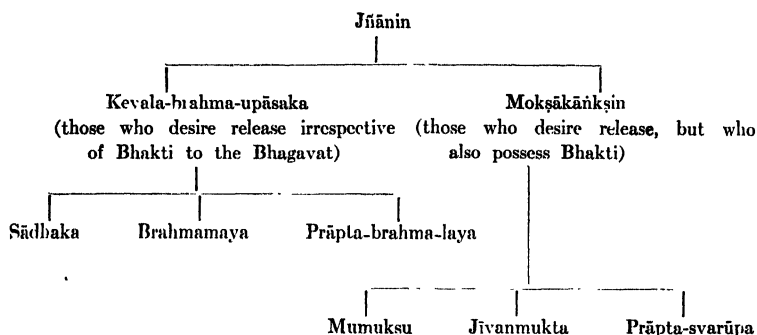 Jñānin
Kevala-brahma-upāsaka Mokṣākāṅkṣin
(those who desire release irrespective (those who desire release, but who
of Bhakti to the Bhagavat) also possess Bhakti)
Sādhaka Brahmamaya Prāpta-brahma-laya
Mumukṣu Jīvanmukta Prāpta-svarūpa